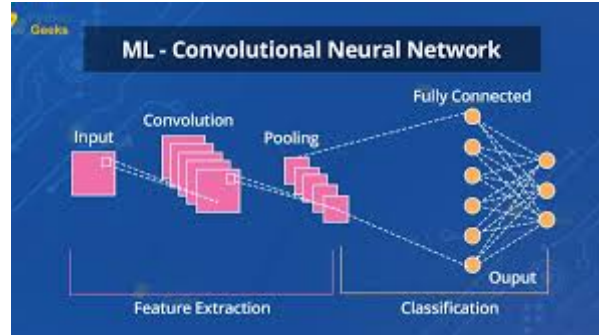 Geeks
ML - Convolutional Neural Network
Fully Connected
Convolution
Input
Pooling
Ouput
Feature Extraction
Classification